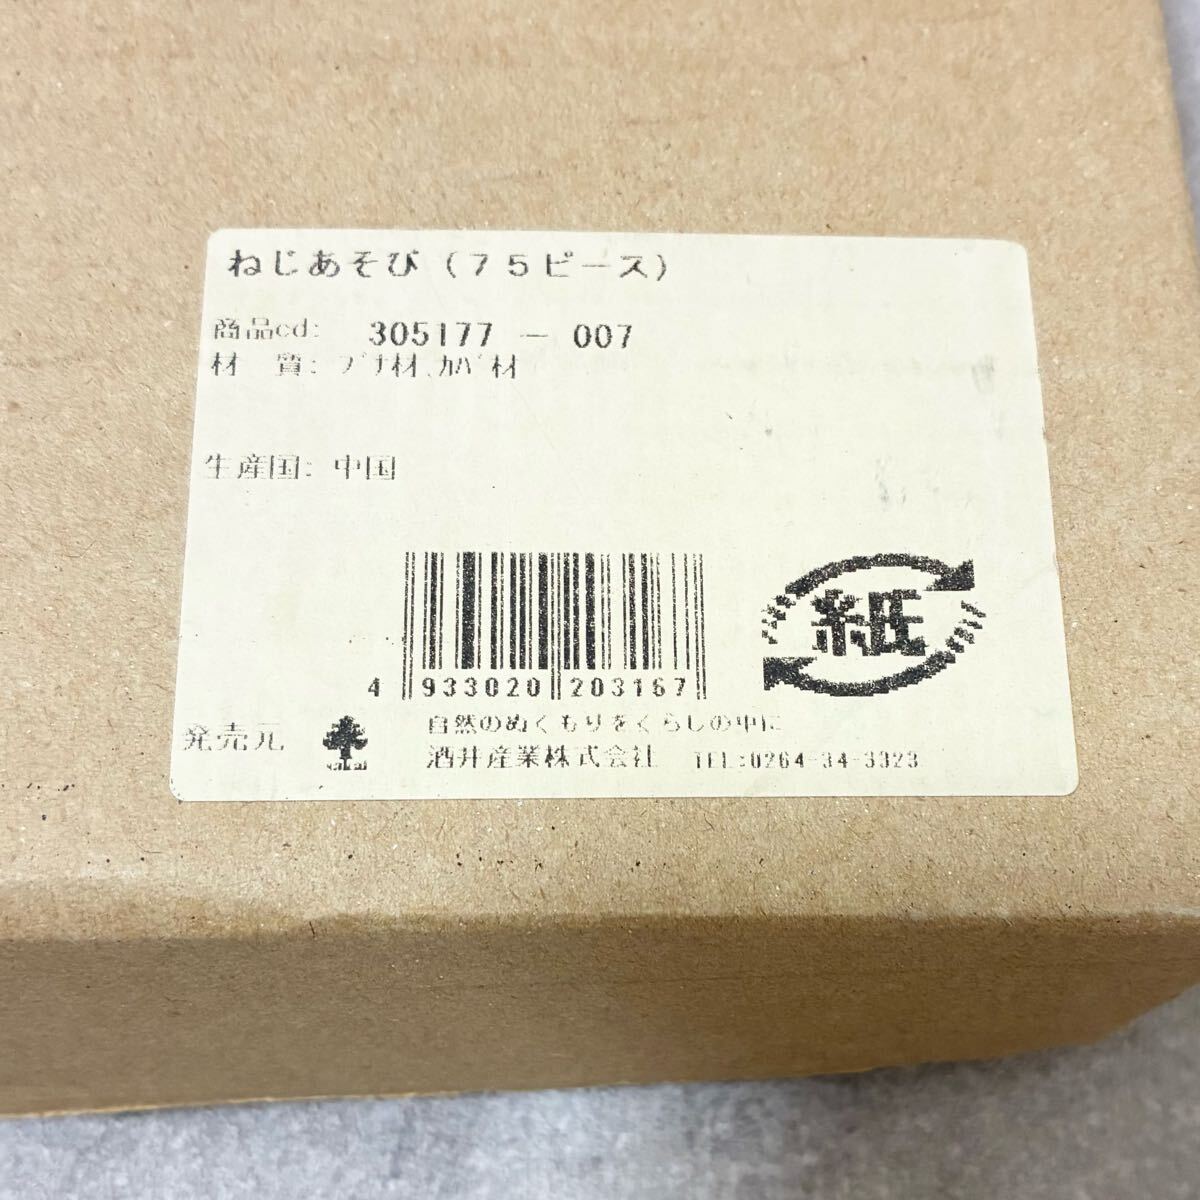 ねじあそび(75ピース)
商品cd: 305177 - 007
材 質: ブナ材、カバ材
生産国: 中国
4 933020 203167
紙
発売元
sakai
自然のぬくもりをくらしの中に
酒井産業株式会社 TEL:0264-34-3323